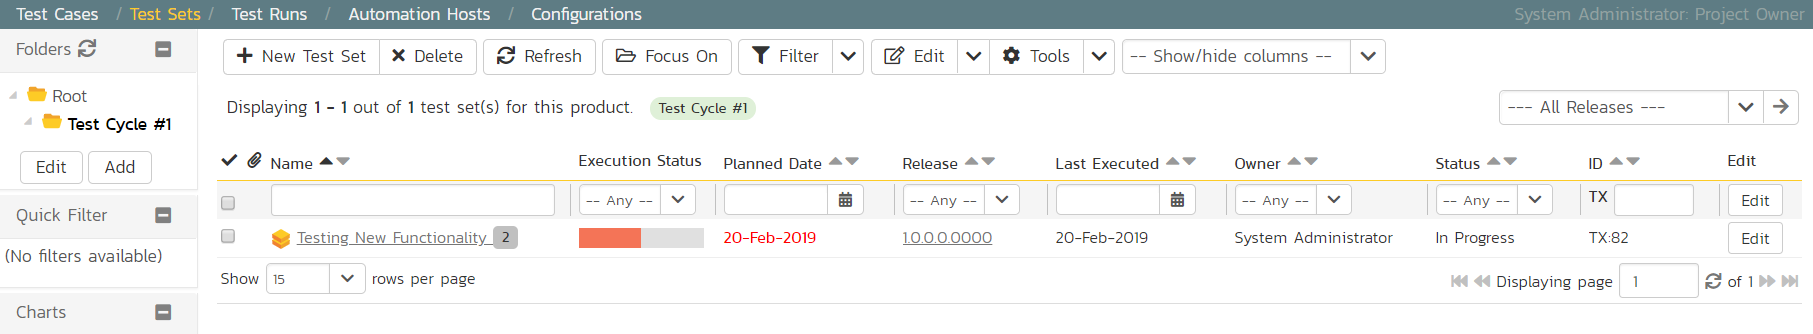 Test Cases / Test Sets / Test Runs / Automation Hosts / Configurations System Administrator: Project Owner
Folders
Root
Test Cycle #1
Edit Add
Quick Filter
(No filters available)
Charts
New Test Set Delete Refresh Focus On Filter Edit Tools -- Show/hide columns --
Displaying 1 - 1 out of 1 test set(s) for this product. Test Cycle #1 --- All Releases ---
Name Execution Status Planned Date Release Last Executed Owner Status ID Edit
-- Any -- -- Any -- -- Any -- -- Any -- TX Edit
Testing New Functionality 2 20-Feb-2019 1.0.0.0.0000 20-Feb-2019 System Administrator In Progress TX:82 Edit
Show 15 rows per page Displaying page 1 of 1